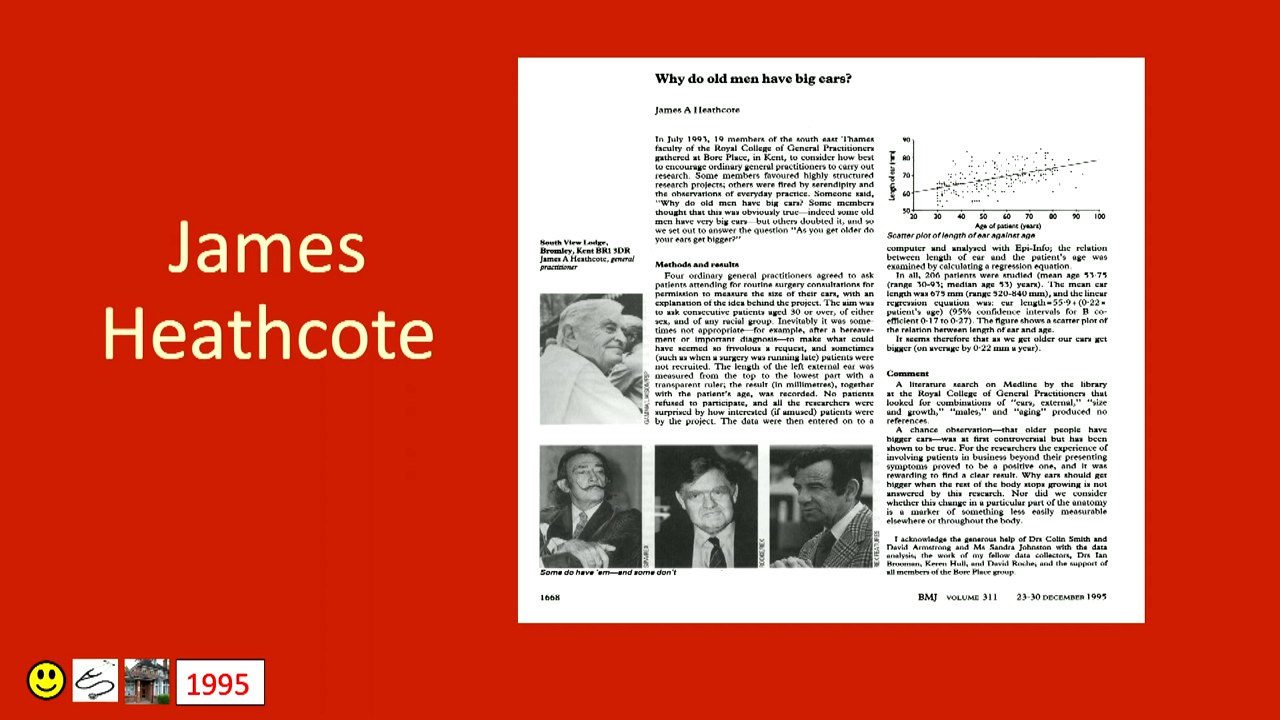 James
Heathcote
Why do old men have big ears?
James A Heathcote
South View Lodge,
Bromley, Kent BR1 3DR
James A Heathcote, general
practitioner
In July 1993, 19 members of the south east Thames
faculty of the Royal College of General Practitioners
gathered at Bore Place, in Kent, to consider how best
to encourage ordinary general practitioners to carry out
research. Some members favoured highly structured
research projects; others were fired by serendipity and
the observations of everyday practice. Someone said,
"Why do old men have big ears? Some members
thought that this was obviously true—indeed some old
men have very big ears—but others doubted it, and so
we set out to answer the question "As you get older do
your ears get bigger?"
Methods and results
Four ordinary general practitioners agreed to ask
patients attending for routine surgery consultations for
permission to measure the size of their ears, with an
explanation of the idea behind the project. The aim was
to ask consecutive patients aged 30 or over, of either
sex, and of any racial group. Inevitably it was some-
times not appropriate—for example, after a bereave-
ment or important diagnosis—to make what could
have seemed so frivolous a request, and sometimes
(such as when a surgery was running late) patients were
not recruited. The length of the left external ear was
measured from the top to the lowest part with a
transparent ruler; the result (in millimetres), together
with the patient's age, was recorded. No patients
refused to participate, and all the researchers were
surprised by how interested (if amused) patients were
by the project. The data were then entered on to a
Some do have 'em—and some don't
Length of ear (mm)
90
80
70
60
50
20 30 40 50 60 70 80 90 100
Age of patient (years)
Scatter plot of length of ear against age
computer and analysed with Epi-Info; the relation
between length of ear and the patient's age was
examined by calculating a regression equation.
In all, 206 patients were studied (mean age 53·75
(range 30-93; median age 53) years). The mean ear
length was 675 mm (range 520-840 mm), and the linear
regression equation was: ear length=55·9+(0·22×
patient's age) (95% confidence intervals for B co-
efficient 0·17 to 0·27). The figure shows a scatter plot of
the relation between length of ear and age.
It seems therefore that as we get older our ears get
bigger (on average by 0·22 mm a year).
Comment
A literature search on Medline by the library
at the Royal College of General Practitioners that
looked for combinations of "ears, external," "size
and growth," "males," and "aging" produced no
references.
A chance observation—that older people have
bigger ears—was at first controversial but has been
shown to be true. For the researchers the experience of
involving patients in business beyond their presenting
symptoms proved to be a positive one, and it was
rewarding to find a clear result. Why ears should get
bigger when the rest of the body stops growing is not
answered by this research. Nor did we consider
whether this change in a particular part of the anatomy
is a marker of something less easily measurable
elsewhere or throughout the body.
I acknowledge the generous help of Drs Colin Smith and
David Armstrong and Ms Sandra Johnston with the data
analysis; the work of my fellow data collectors, Drs Ian
Brooman, Keren Hull, and David Roche; and the support of
all members of the Bore Place group.
1668
BMJ VOLUME 311 23-30 DECEMBER 1995
1995